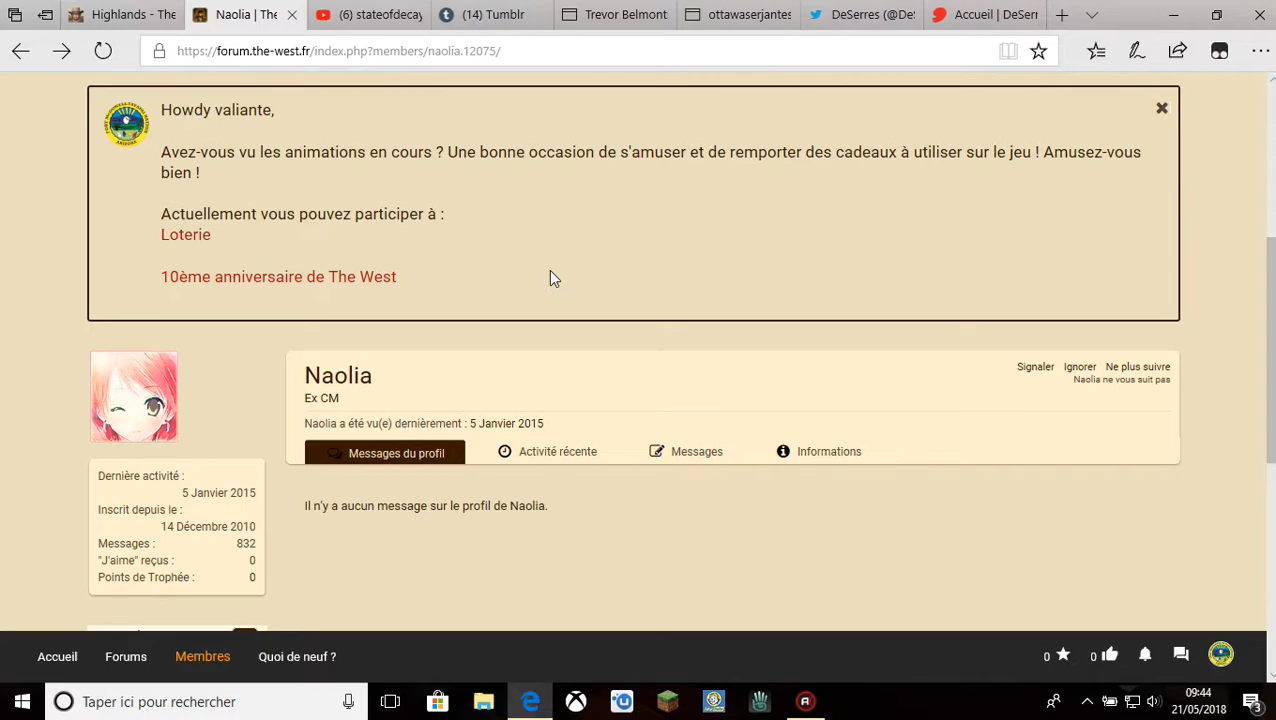 Highlands - The
Naolia | The
(6) stateofdecay
(14) Tumblr
Trevor Belmont
ottawaserjantes
DeSerres (@DeS
Accueil | DeSerr
https://forum.the-west.fr/index.php?members/naolia.12075/
Howdy valiante,
Avez-vous vu les animations en cours ? Une bonne occasion de s'amuser et de remporter des cadeaux à utiliser sur le jeu ! Amusez-vous
bien !
Actuellement vous pouvez participer à :
Loterie
10ème anniversaire de The West
Naolia
Ex CM
Signaler Ignorer Ne plus suivre
Naolia ne vous suit pas
Naolia a été vu(e) dernièrement : 5 Janvier 2015
Messages du profil
Activité récente
Messages
Informations
Dernière activité :
5 Janvier 2015
Inscrit depuis le :
14 Décembre 2010
Messages : 832
"J'aime" reçus : 0
Points de Trophée : 0
Il n'y a aucun message sur le profil de Naolia.
Accueil Forums Membres Quoi de neuf ? 0 0
Taper ici pour rechercher
09:44
21/05/2018
3